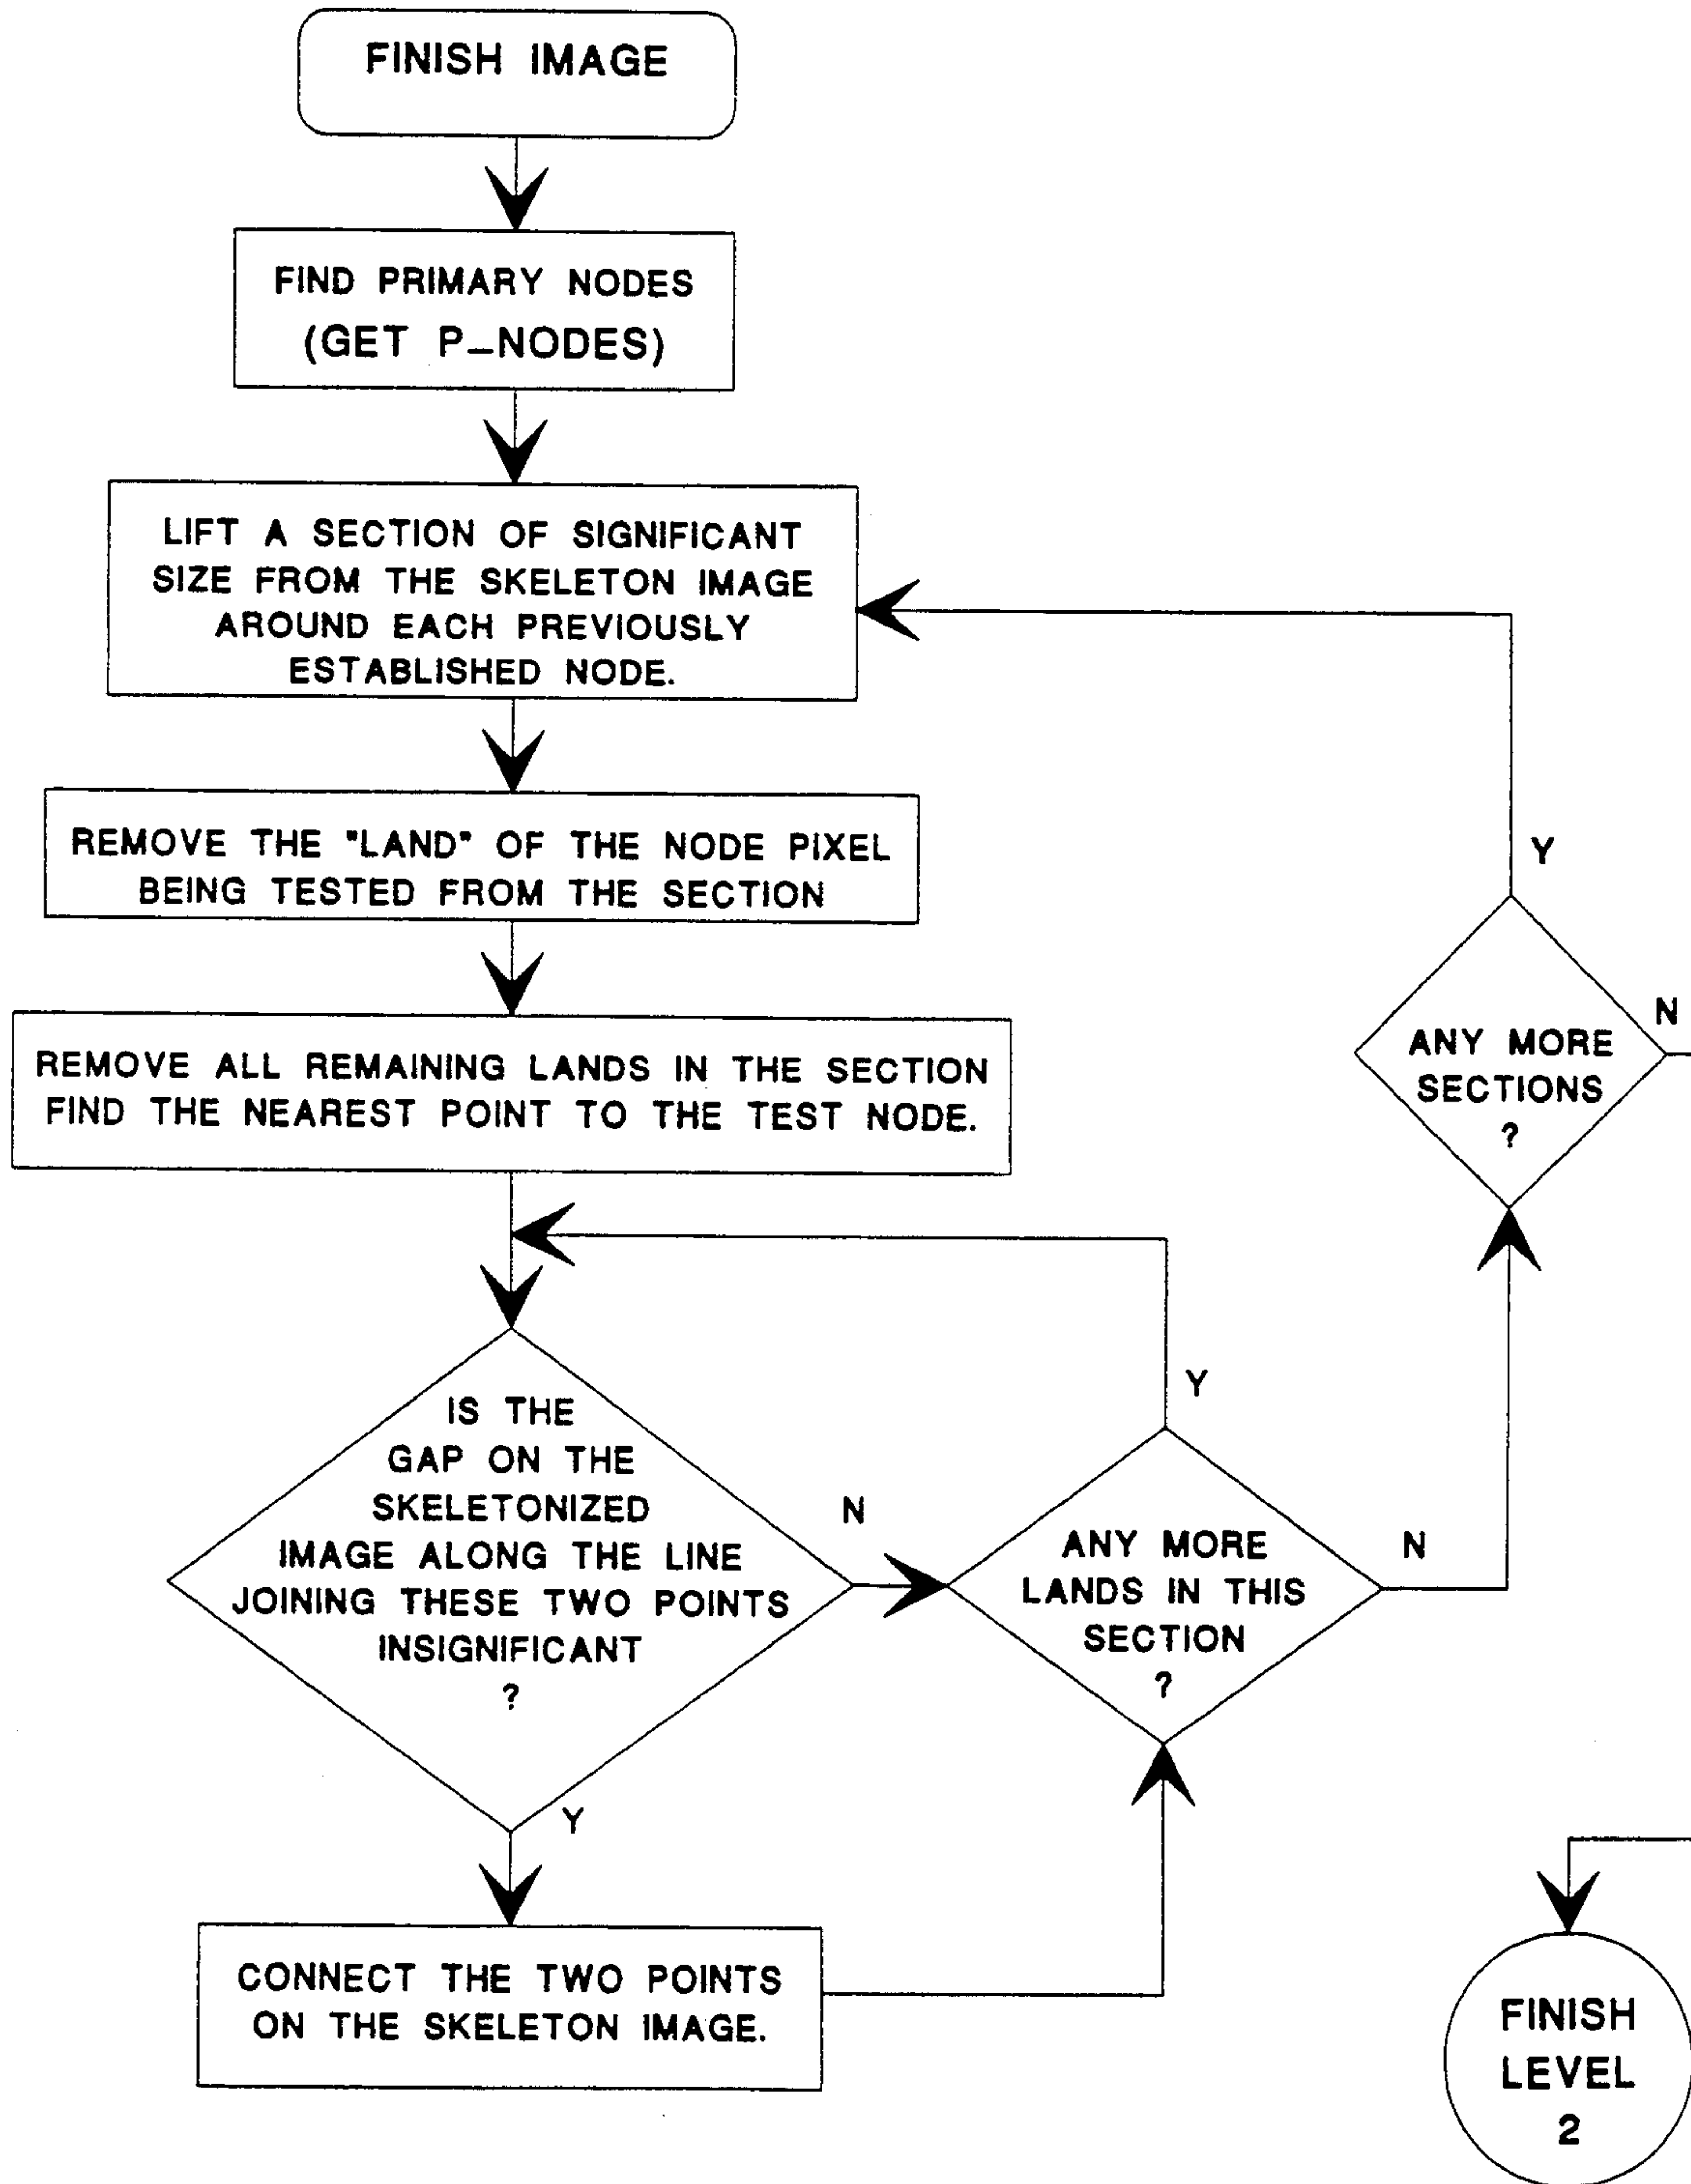 FINISH IMAGE
FIND PRIMARY NODES
(GET P–NODES)
LIFT A SECTION OF SIGNIFICANT
SIZE FROM THE SKELETON IMAGE
AROUND EACH PREVIOUSLY
ESTABLISHED NODE.
REMOVE THE "LAND" OF THE NODE PIXEL
BEING TESTED FROM THE SECTION
REMOVE ALL REMAINING LANDS IN THE SECTION
FIND THE NEAREST POINT TO THE TEST NODE.
IS THE
GAP ON THE
SKELETONIZED
IMAGE ALONG THE LINE
JOINING THESE TWO POINTS
INSIGNIFICANT
?
N
Y
CONNECT THE TWO POINTS
ON THE SKELETON IMAGE.
ANY MORE
LANDS IN THIS
SECTION
?
Y
N
ANY MORE
SECTIONS
?
Y
N
FINISH
LEVEL
2